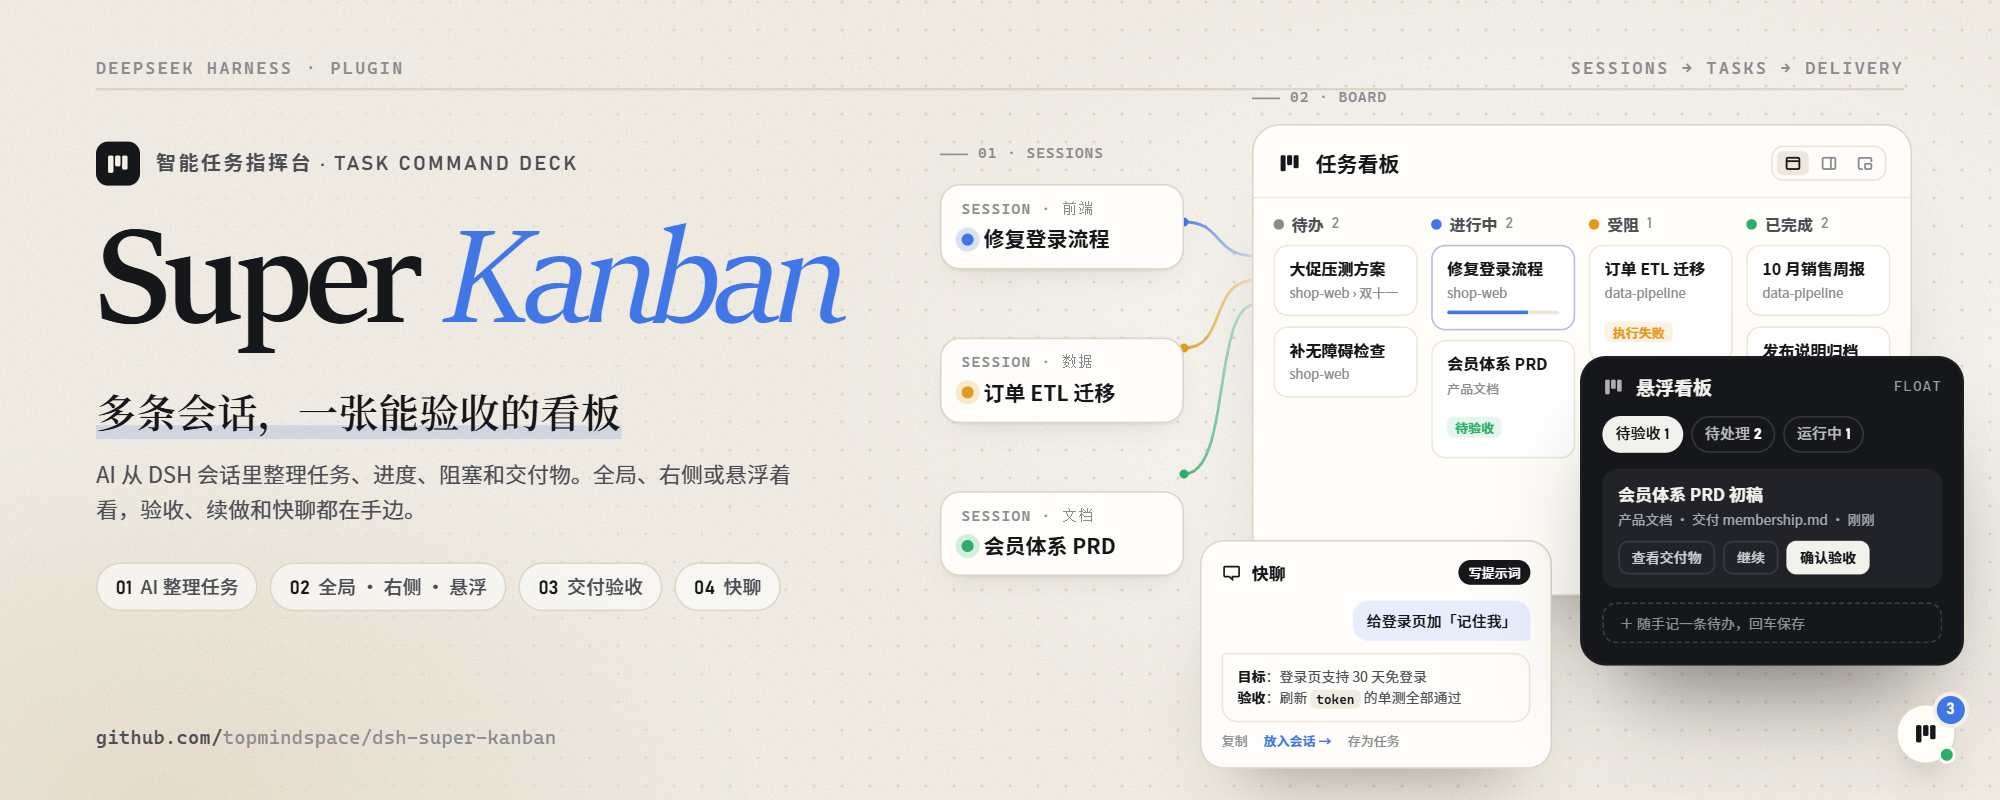 DEEPSEEK HARNESS · PLUGIN
SESSIONS → TASKS → DELIVERY
智能任务指挥台 · TASK COMMAND DECK
Super Kanban
多条会话，一张能验收的看板
AI 从 DSH 会话里整理任务、进度、阻塞和交付物。全局、右侧或悬浮着
看，验收、续做和快聊都在手边。
01 AI 整理任务
02 全局 · 右侧 · 悬浮
03 交付验收
04 快聊
github.com/topmindspace/dsh-super-kanban
01 · SESSIONS
SESSION · 前端
修复登录流程
SESSION · 数据
订单 ETL 迁移
SESSION · 文档
会员体系 PRD
02 · BOARD
任务看板
待办 2
大促压测方案
shop-web › 双十一
补无障碍检查
shop-web
进行中 2
修复登录流程
shop-web
会员体系 PRD
产品文档
待验收
受阻 1
订单 ETL 迁移
data-pipeline
执行失败
已完成 2
10 月销售周报
data-pipeline
发布说明归档
悬浮看板
FLOAT
待验收 1
待处理 2
运行中 1
会员体系 PRD 初稿
产品文档 · 交付 membership.md · 刚刚
查看交付物
继续
确认验收
＋ 随手记一条待办，回车保存
快聊
写提示词
给登录页加「记住我」
目标：登录页支持 30 天免登录
验收：刷新 token 的单测全部通过
复制
放入会话 →
存为任务
3